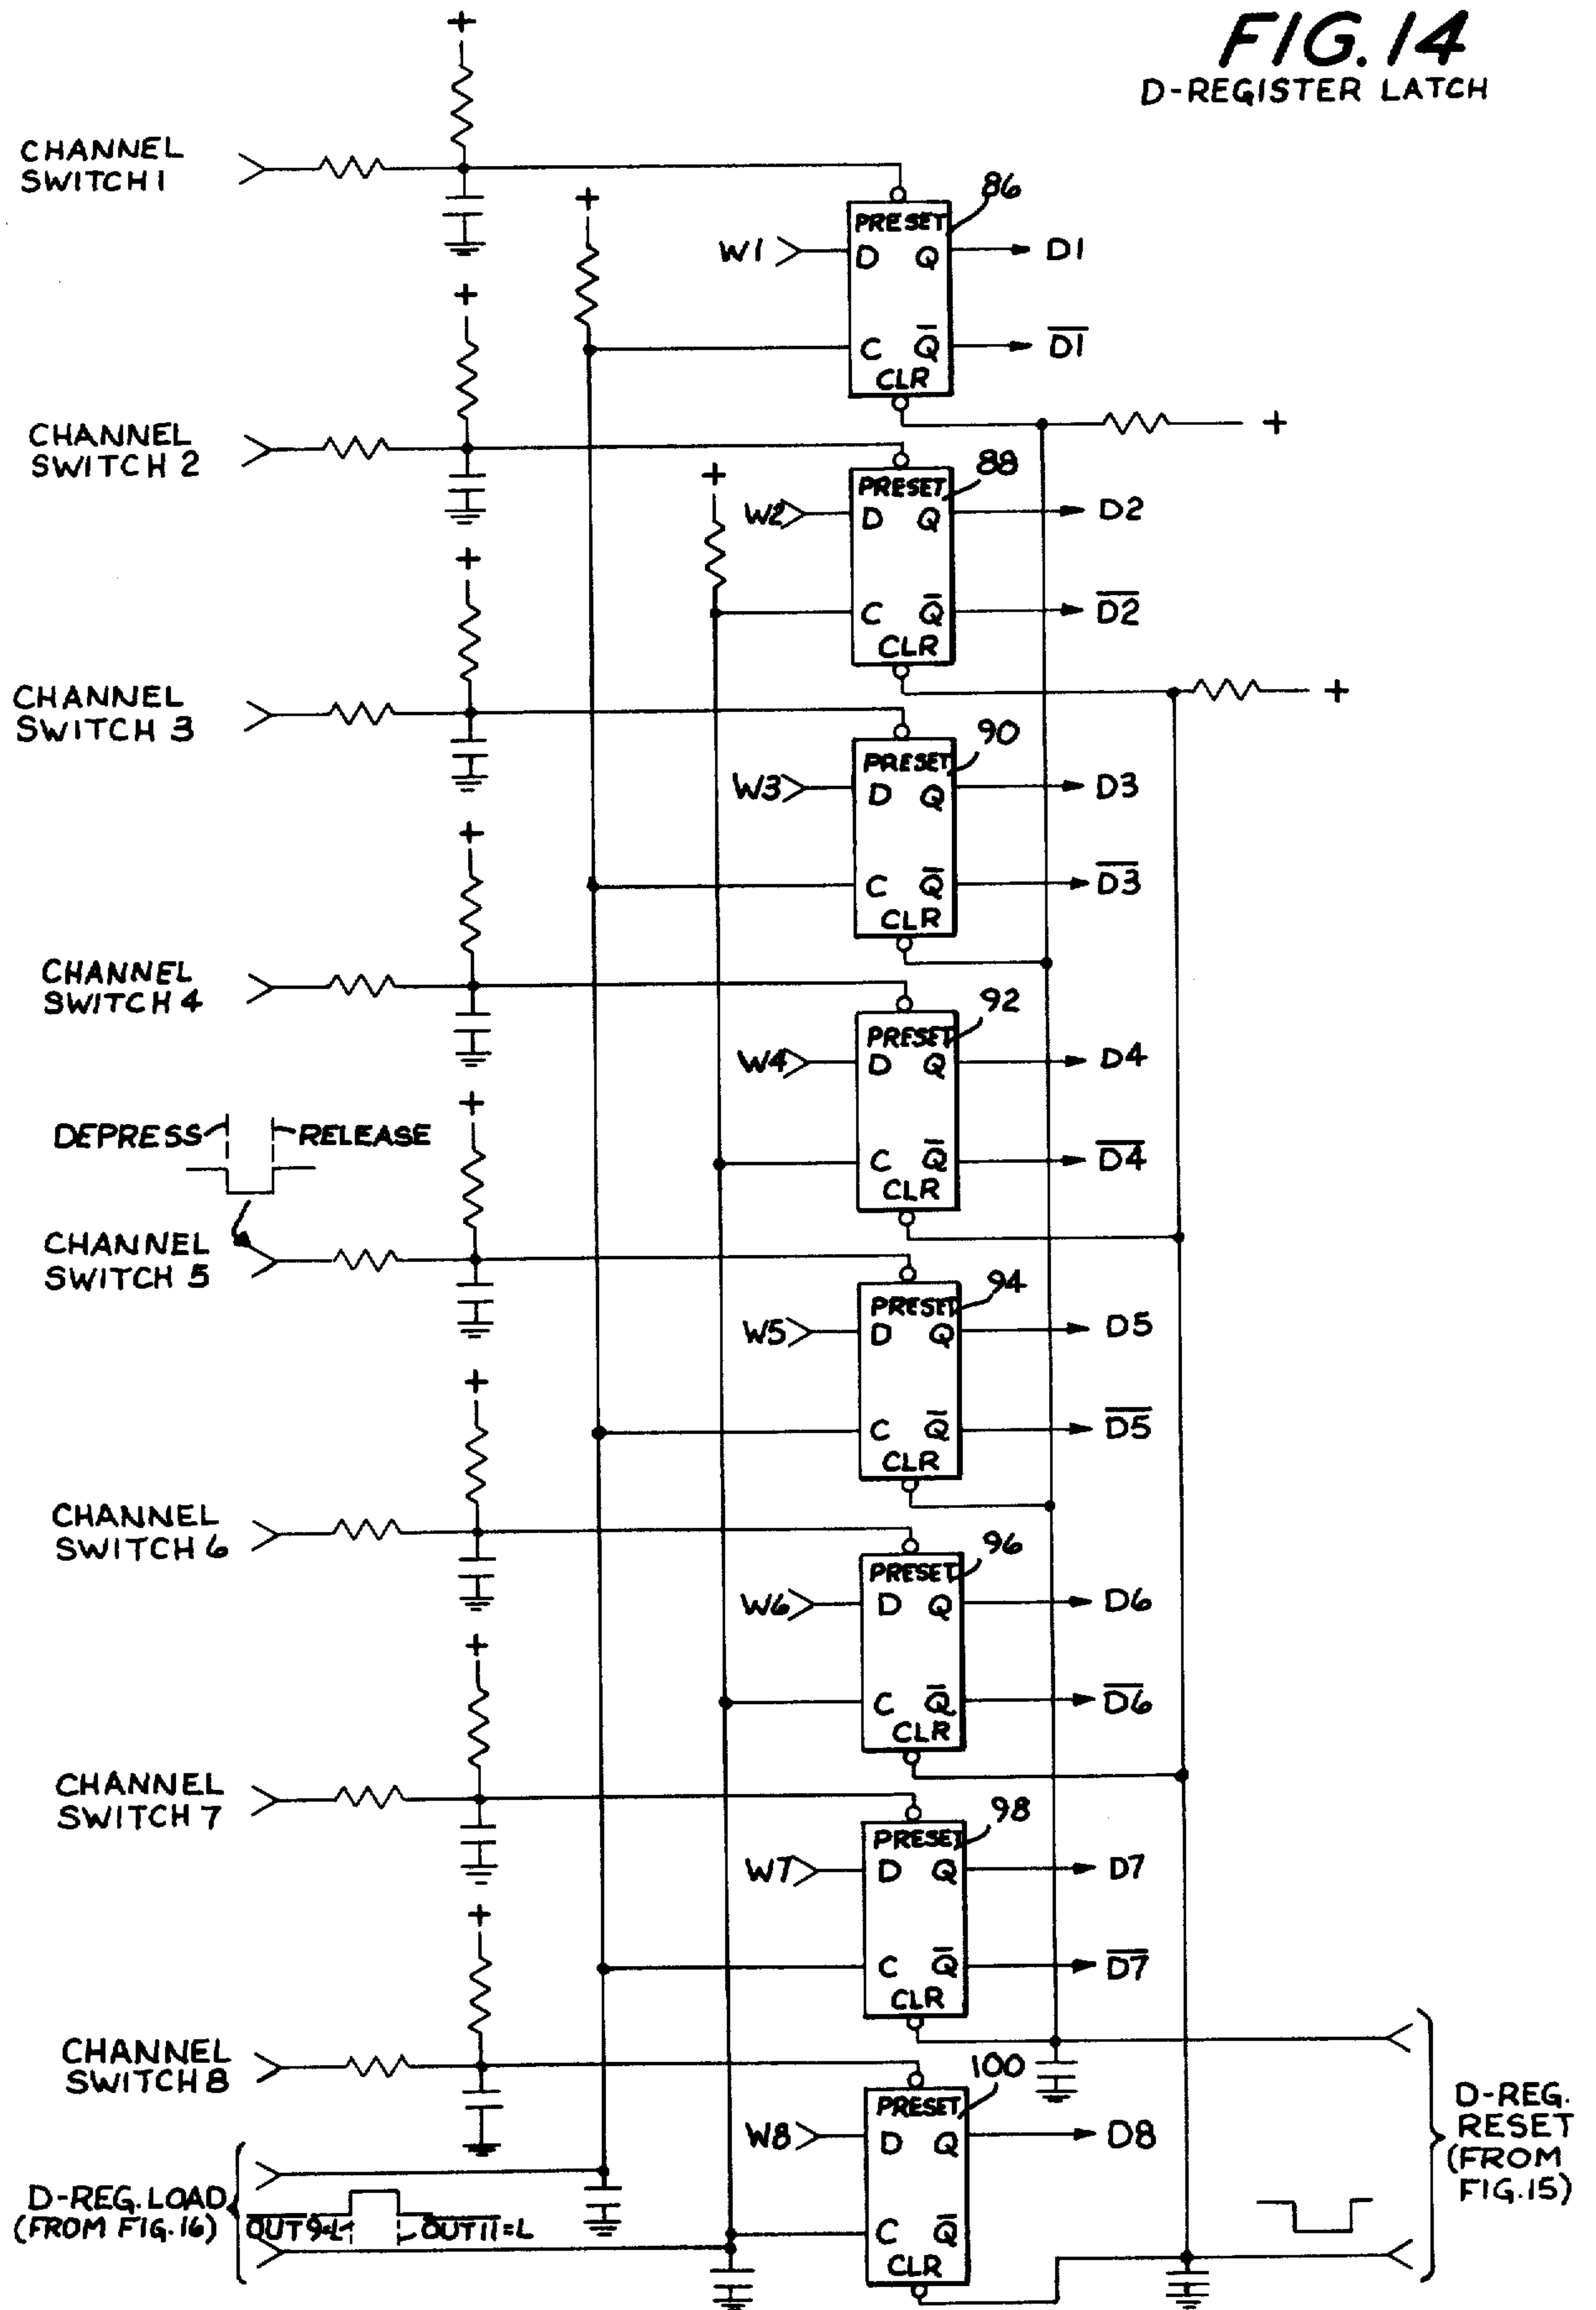 FIG. 14
D-REGISTER LATCH
+
CHANNEL
SWITCH 1
+
PRESET
86
W1
D Q
D1
C Q̅
D̅1̅
CLR
+
+
CHANNEL
SWITCH 2
+
PRESET
88
W2
D Q
D2
C Q̅
D̅2̅
CLR
+
+
CHANNEL
SWITCH 3
PRESET
90
W3
D Q
D3
C Q̅
D̅3̅
CLR
+
CHANNEL
SWITCH 4
PRESET
92
W4
D Q
D4
C Q̅
D̅4̅
CLR
+
DEPRESS RELEASE
CHANNEL
SWITCH 5
PRESET
94
W5
D Q
D5
C Q̅
D̅5̅
CLR
+
CHANNEL
SWITCH 6
PRESET
96
W6
D Q
D6
C Q̅
D̅6̅
CLR
+
CHANNEL
SWITCH 7
PRESET
98
W7
D Q
D7
C Q̅
D̅7̅
CLR
+
CHANNEL
SWITCH 8
PRESET
100
W8
D Q
D8
C Q̅
CLR
D-REG. LOAD
(FROM FIG. 16)
O̅U̅T̅9̅=L
O̅U̅T̅1̅1̅=L
D-REG.
RESET
(FROM
FIG. 15)